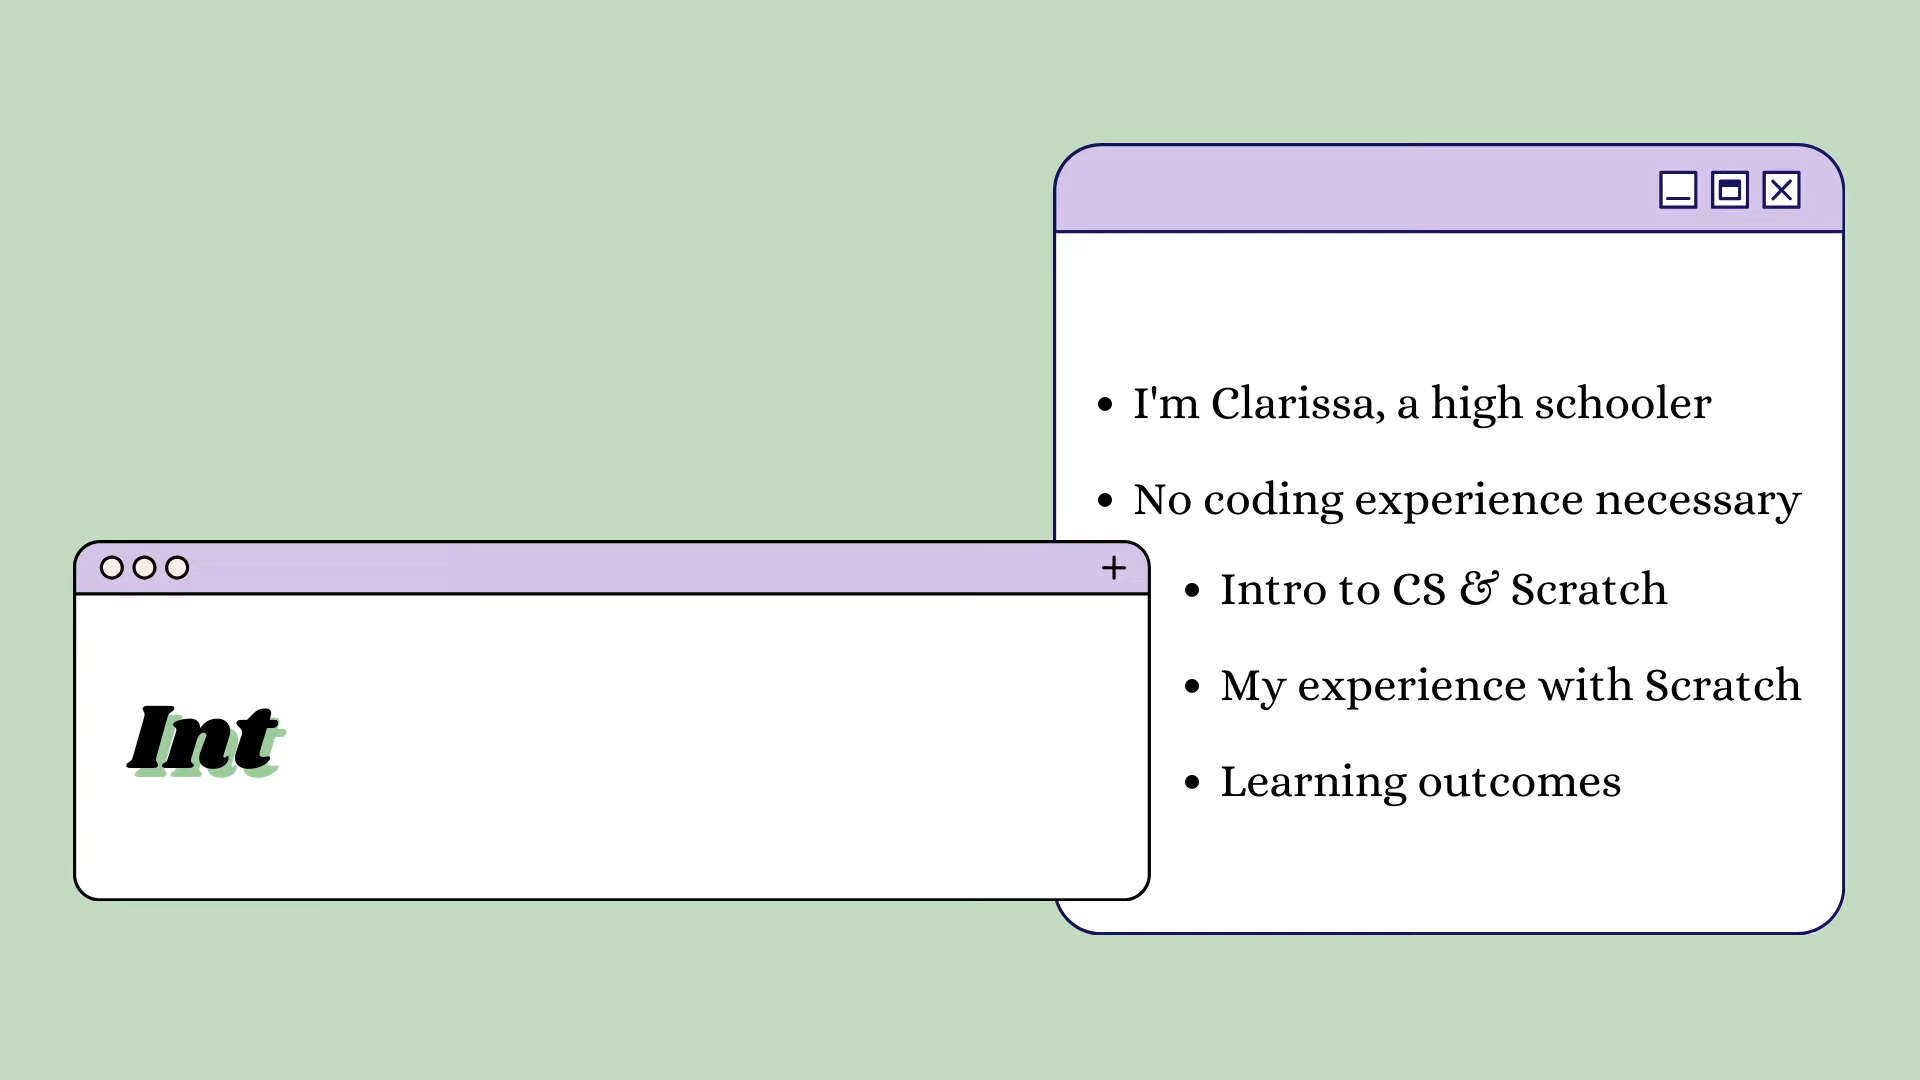 I'm Clarissa, a high schooler
No coding experience necessary
Intro to CS & Scratch
My experience with Scratch
Learning outcomes
Int